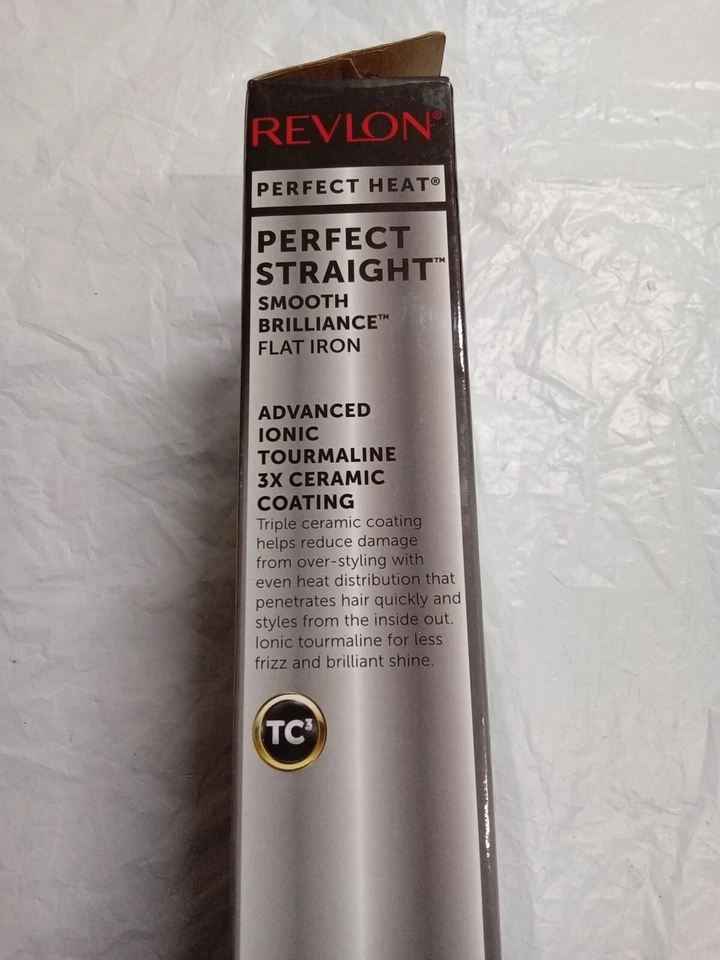 REVLON®
PERFECT HEAT®
PERFECT
STRAIGHT™
SMOOTH
BRILLIANCE™
FLAT IRON
ADVANCED
IONIC
TOURMALINE
3X CERAMIC
COATING
Triple ceramic coating
helps reduce damage
from over-styling with
even heat distribution that
penetrates hair quickly and
styles from the inside out.
Ionic tourmaline for less
frizz and brilliant shine.
TC³